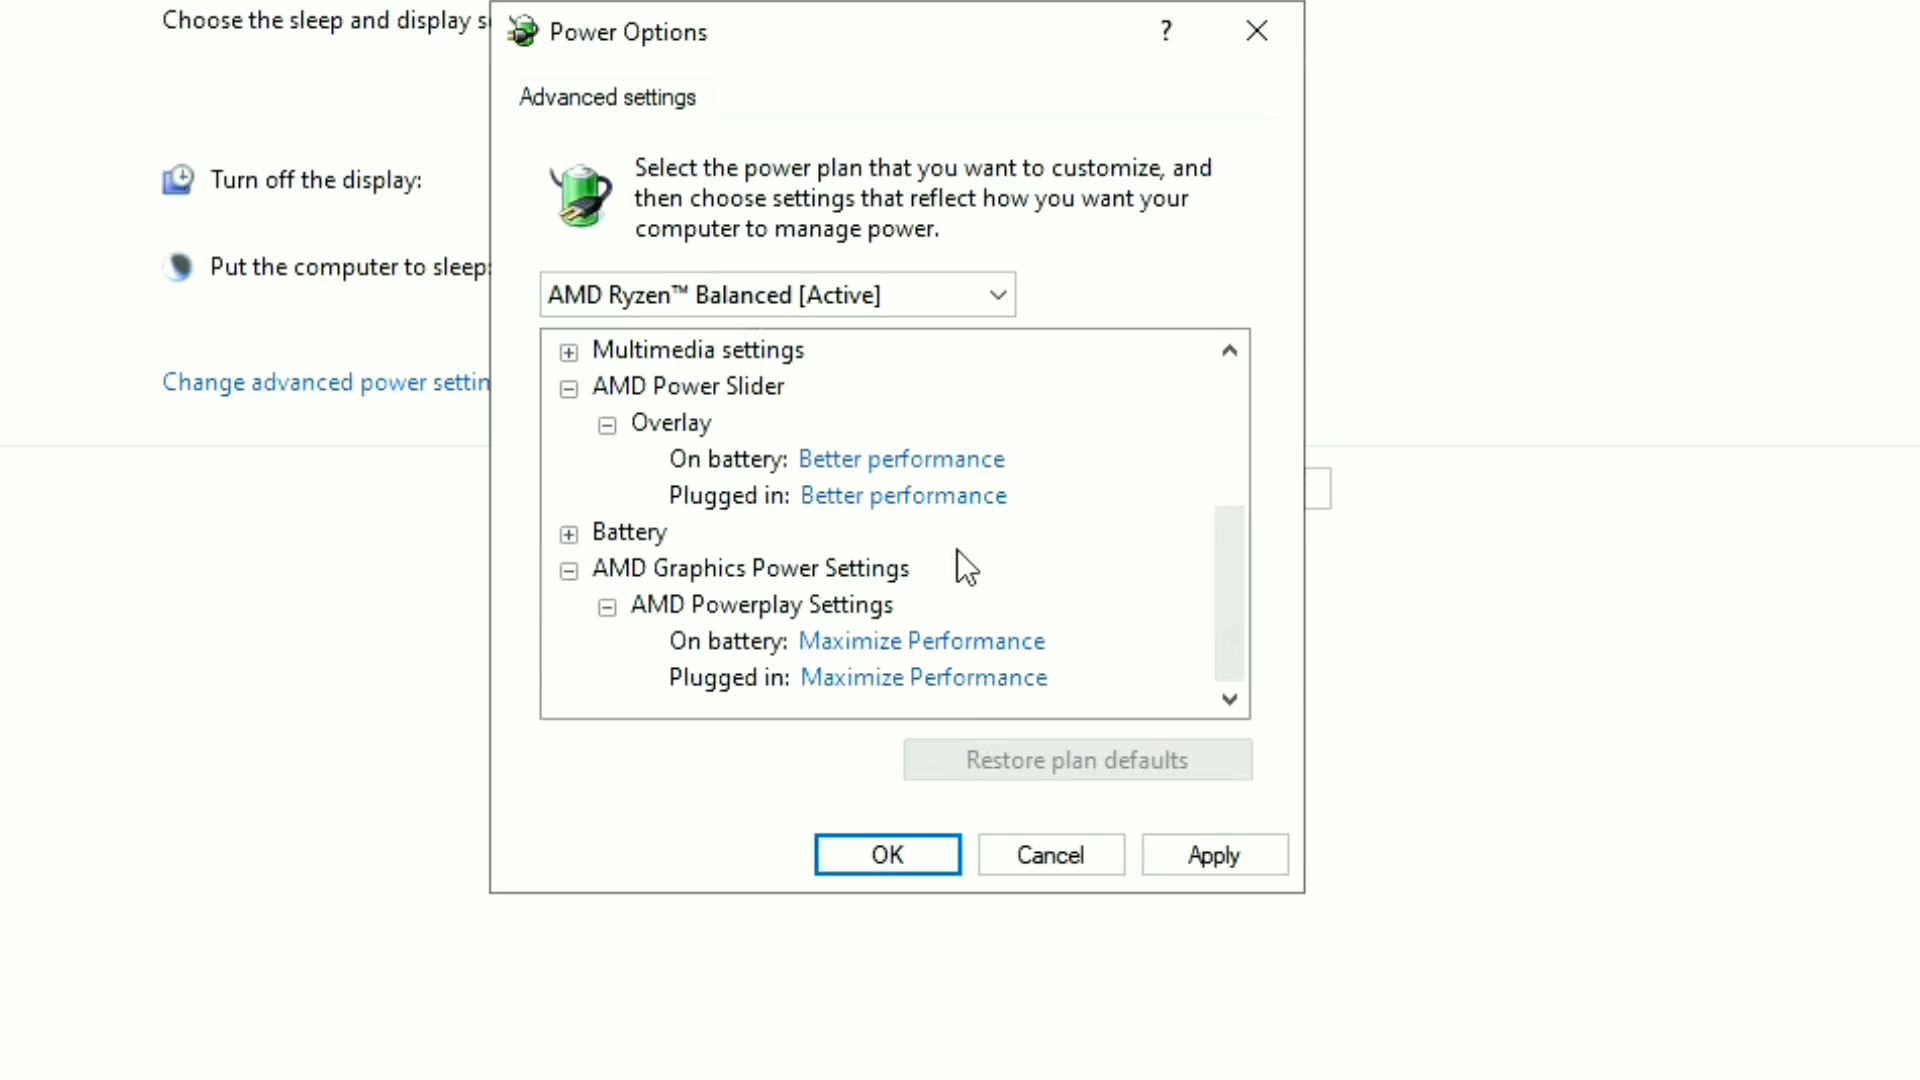 Choose the sleep and display s
Power Options
?
Advanced settings
Select the power plan that you want to customize, and
then choose settings that reflect how you want your
computer to manage power.
Turn off the display:
Put the computer to sleep:
AMD Ryzen™ Balanced [Active]
Change advanced power settin
Multimedia settings
AMD Power Slider
Overlay
On battery: Better performance
Plugged in: Better performance
Battery
AMD Graphics Power Settings
AMD Powerplay Settings
On battery: Maximize Performance
Plugged in: Maximize Performance
Restore plan defaults
OK
Cancel
Apply